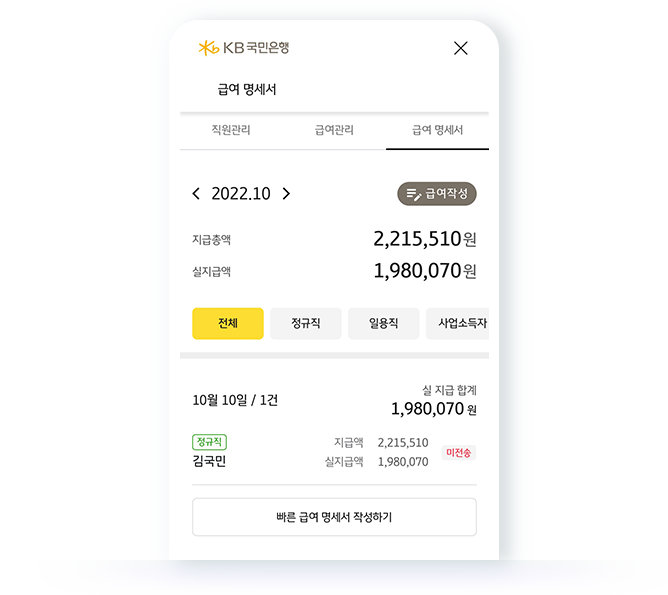 KB국민은행
급여 명세서
직원관리 급여관리 급여 명세서
2022.10 급여작성
지급총액 2,215,510원
실지급액 1,980,070원
전체 정규직 일용직 사업소득자
10월 10일 / 1건 실 지급 합계
1,980,070 원
정규직 지급액 2,215,510
김국민 실지급액 1,980,070 미전송
빠른 급여 명세서 작성하기